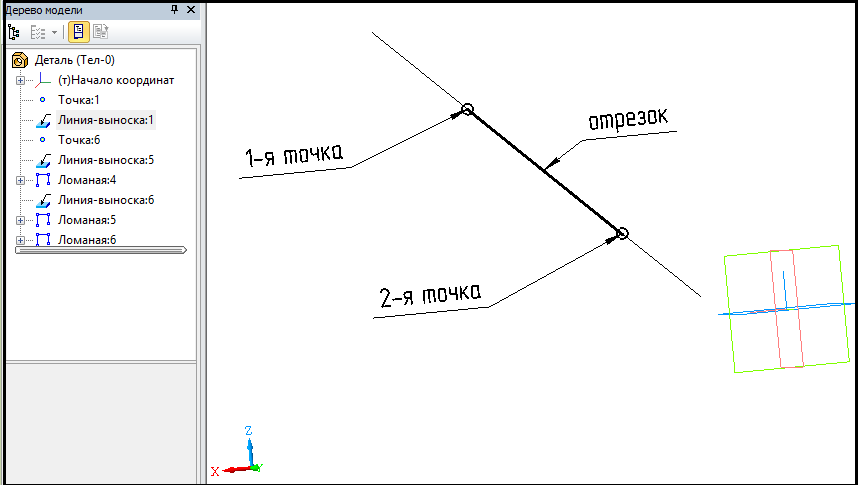 Дерево модели
Деталь (Тел-0)
(т)Начало координат
Точка:1
Линия-выноска:1
Точка:6
Линия-выноска:5
Ломаная:4
Линия-выноска:6
Ломаная:5
Ломаная:6
1-я точка
отрезок
2-я точка
Z
X
Y